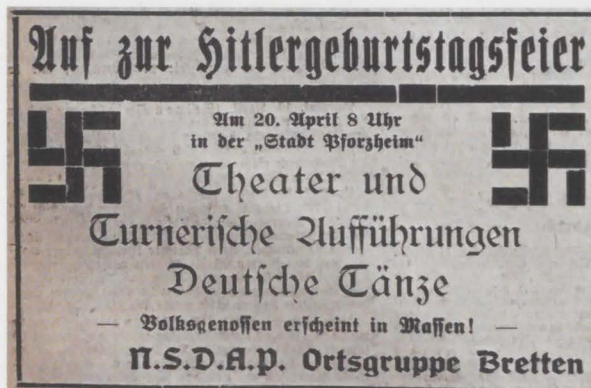 Auf zur Hitlergeburtstagsfeier
Am 20. April 8 Uhr
in der „Stadt Pforzheim“
Theater und
Turnerische Aufführungen
Deutsche Tänze
— Volksgenossen erscheint in Massen! —
N.S.D.A.P. Ortsgruppe Bretten